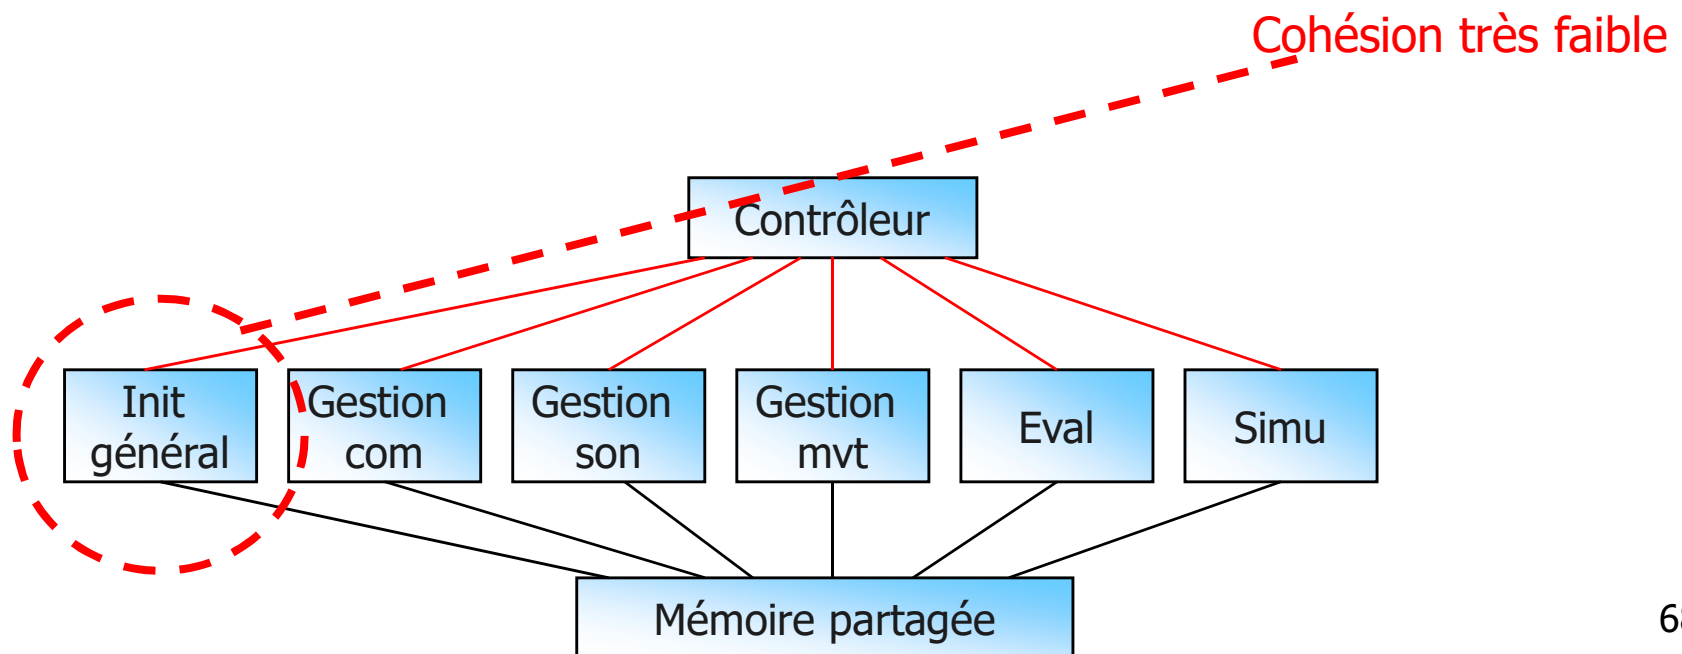 Cohésion très faible
Contrôleur
Init
général
Gestion
com
Gestion
son
Gestion
mvt
Eval
Simu
Mémoire partagée